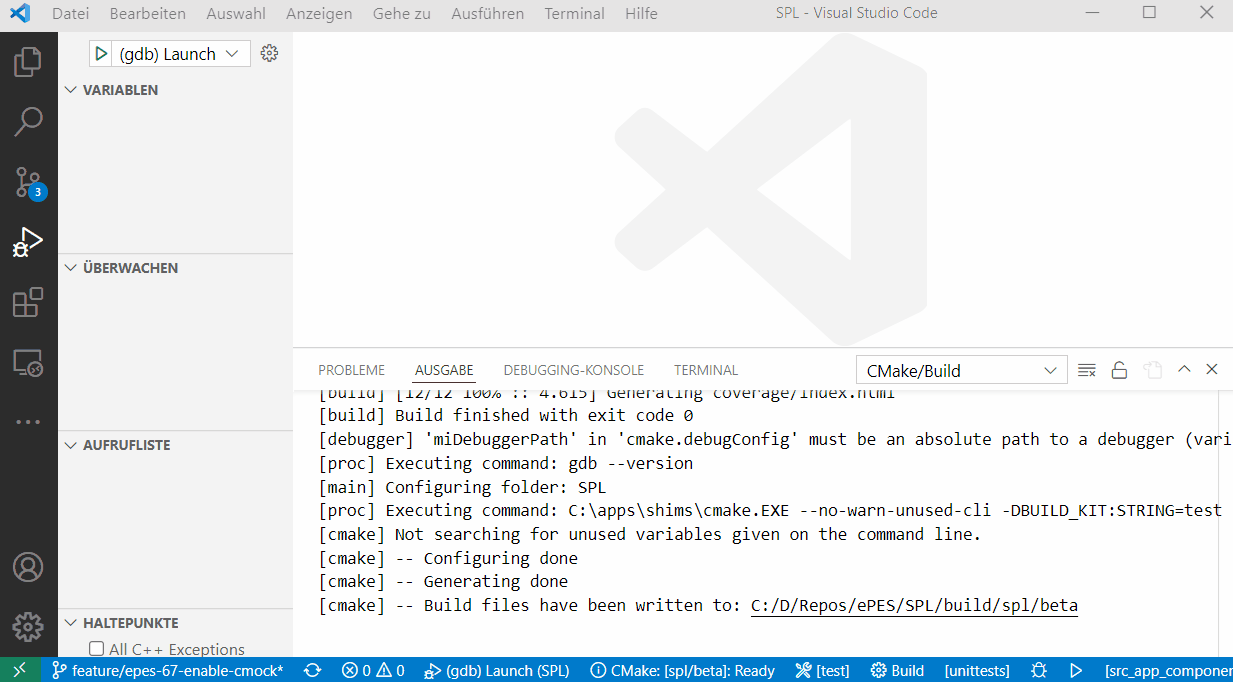 Datei Bearbeiten Auswahl Anzeigen Gehe zu Ausführen Terminal Hilfe SPL - Visual Studio Code
(gdb) Launch
VARIABLEN
3
ÜBERWACHEN
AUFRUFLISTE
HALTEPUNKTE
All C++ Exceptions
PROBLEME AUSGABE DEBUGGING-KONSOLE TERMINAL CMake/Build
[build] [12/12 100% :: 4.615] Generating coverage/index.html
[build] Build finished with exit code 0
[debugger] 'miDebuggerPath' in 'cmake.debugConfig' must be an absolute path to a debugger (vari
[proc] Executing command: gdb --version
[main] Configuring folder: SPL
[proc] Executing command: C:\apps\shims\cmake.EXE --no-warn-unused-cli -DBUILD_KIT:STRING=test
[cmake] Not searching for unused variables given on the command line.
[cmake] -- Configuring done
[cmake] -- Generating done
[cmake] -- Build files have been written to: C:/D/Repos/ePES/SPL/build/spl/beta
feature/epes-67-enable-cmock* 0 0 (gdb) Launch (SPL) CMake: [spl/beta]: Ready [test] Build [unittests] [src_app_componen